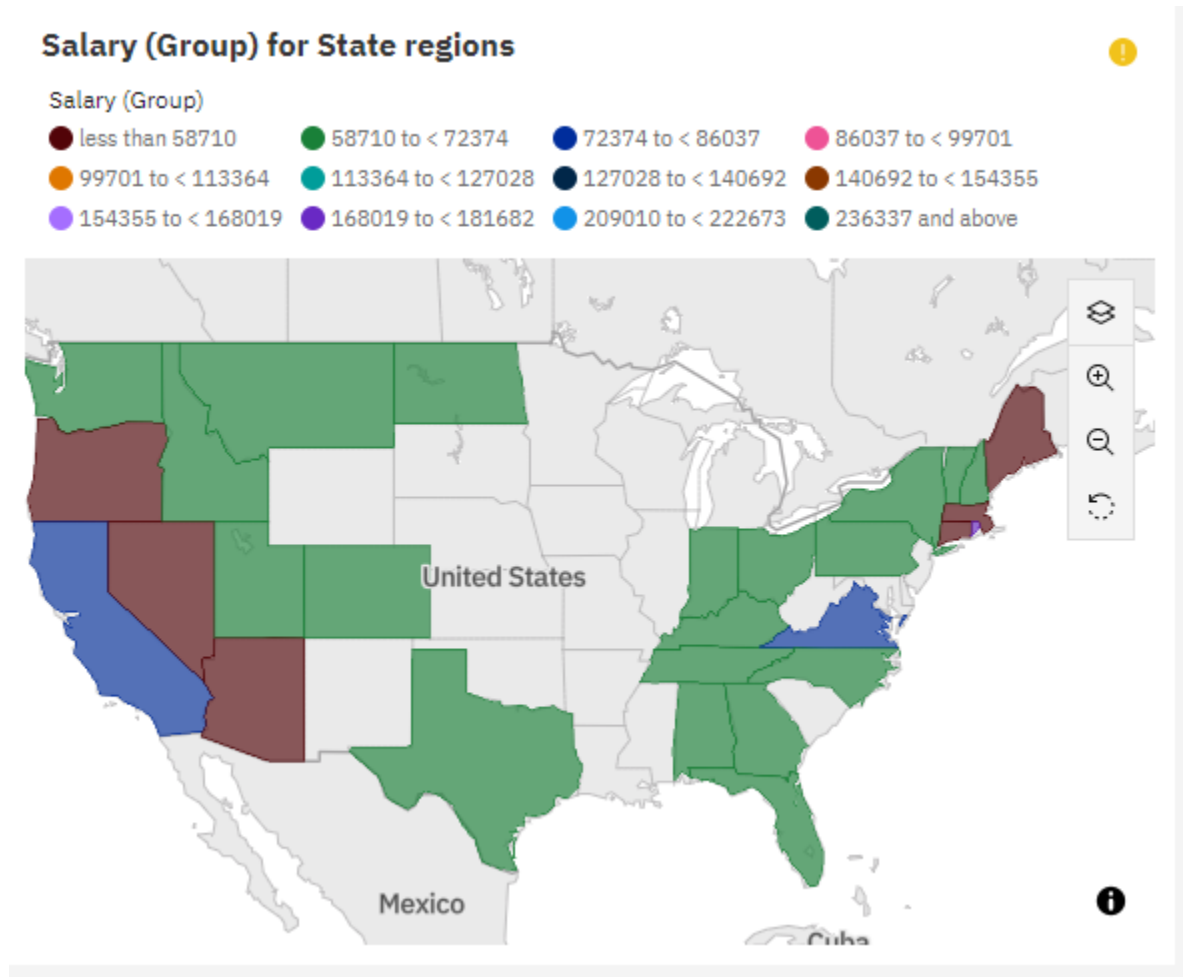 Salary (Group) for State regions
Salary (Group)
less than 58710 58710 to < 72374 72374 to < 86037 86037 to < 99701
99701 to < 113364 113364 to < 127028 127028 to < 140692 140692 to < 154355
154355 to < 168019 168019 to < 181682 209010 to < 222673 236337 and above
United States
Mexico
Cuba